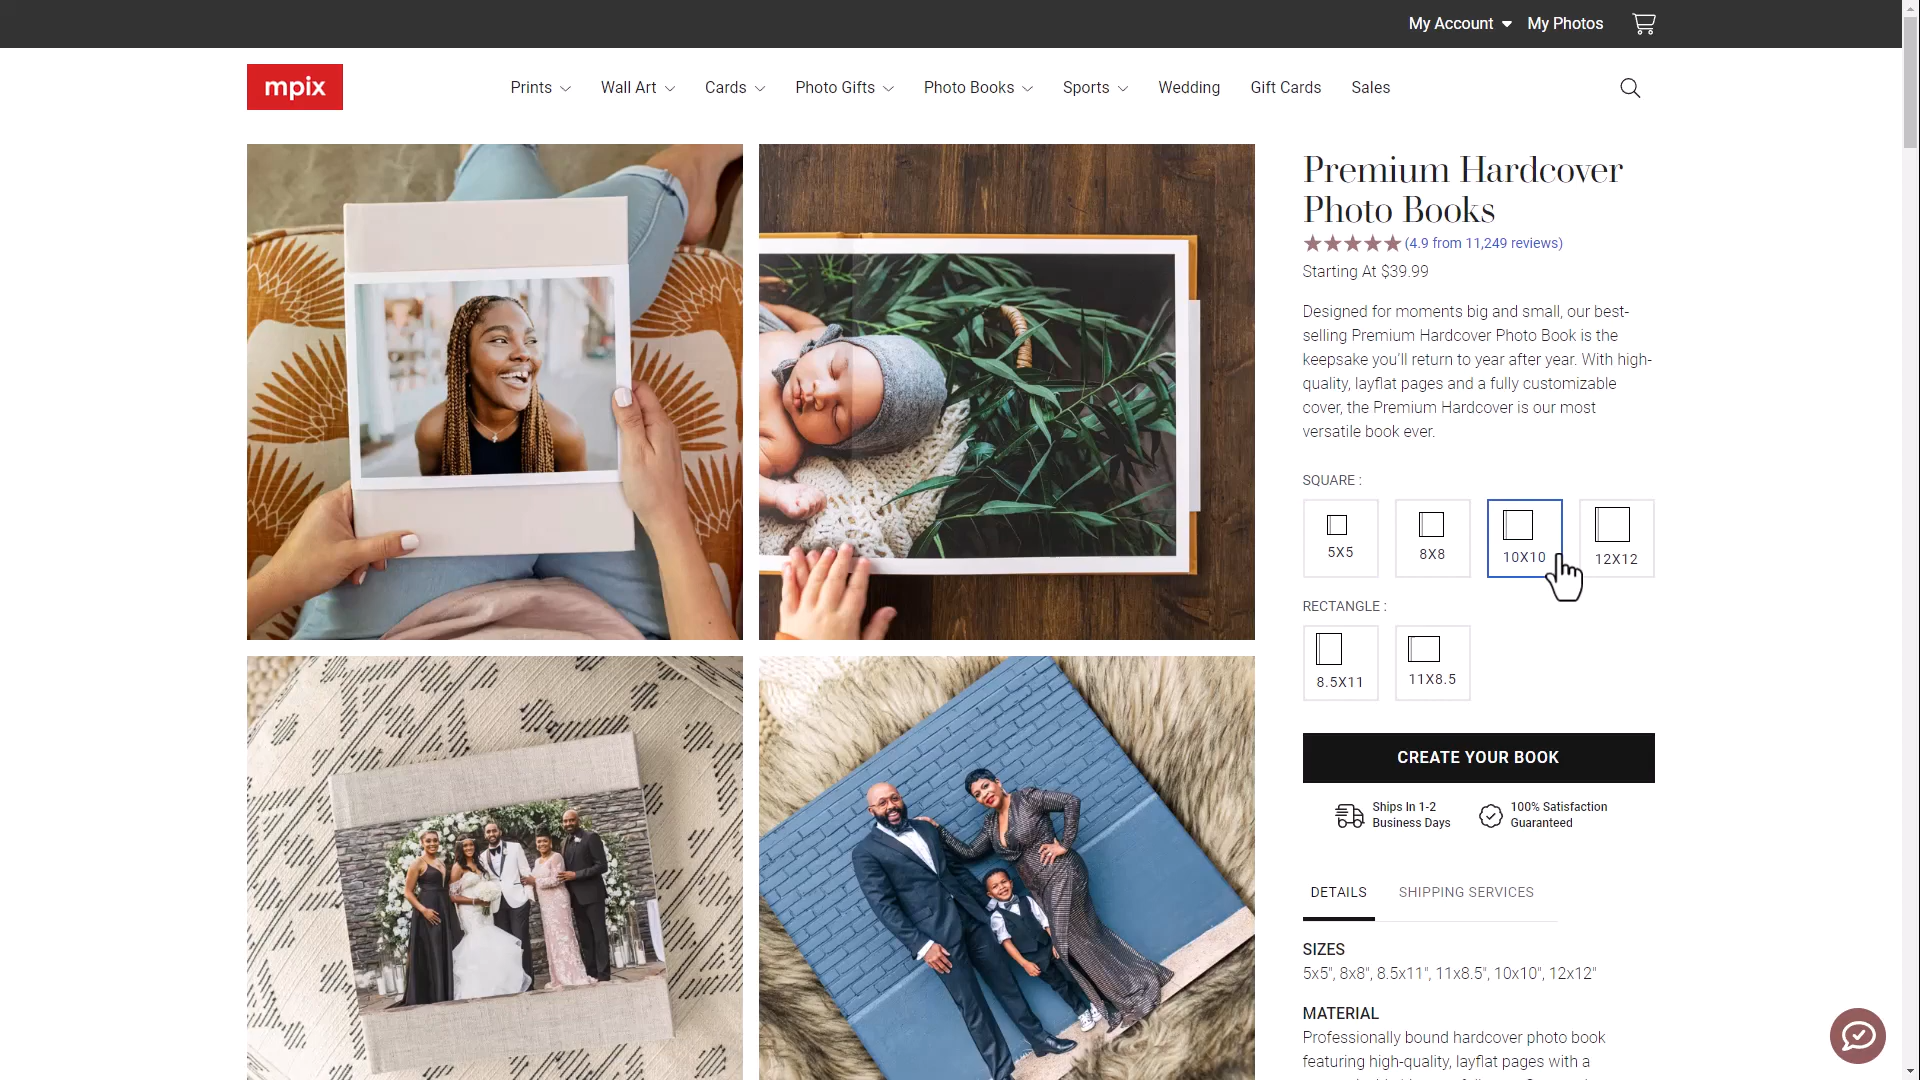 My Account
My Photos
mpix
Prints
Wall Art
Cards
Photo Gifts
Photo Books
Sports
Wedding
Gift Cards
Sales
Premium Hardcover
Photo Books
(4.9 from 11,249 reviews)
Starting At $39.99
Designed for moments big and small, our best-
selling Premium Hardcover Photo Book is the
keepsake you'll return to year after year. With high-
quality, layflat pages and a fully customizable
cover, the Premium Hardcover is our most
versatile book ever.
SQUARE :
5X5
8X8
10X10
12X12
RECTANGLE :
8.5X11
11X8.5
CREATE YOUR BOOK
Ships In 1-2
Business Days
100% Satisfaction
Guaranteed
DETAILS
SHIPPING SERVICES
SIZES
5x5", 8x8", 8.5x11", 11x8.5", 10x10", 12x12"
MATERIAL
Professionally bound hardcover photo book
featuring high-quality, layflat pages with a